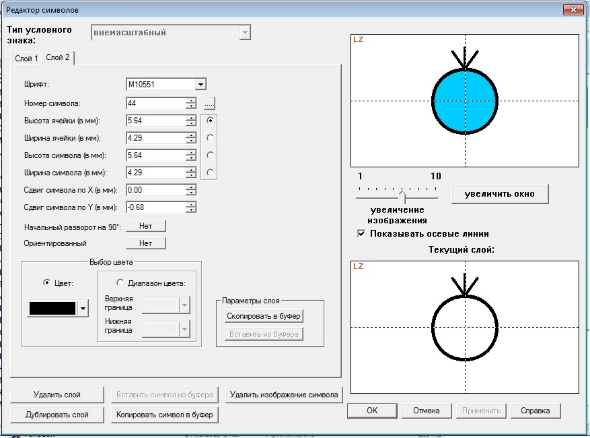 Редактор символов
Тип условного знака:
внемасштабный
Слой 1 Слой 2
Шрифт: M10551
Номер символа: 44 ....
Высота ячейки (в мм): 5.64
Ширина ячейки (в мм): 4.29
Высота символа (в мм): 5.64
Ширина символа (в мм): 4.29
Сдвиг символа по X (в мм): 0.00
Сдвиг символа по Y (в мм): -0.68
Начальный разворот на 90°: Нет
Ориентированный Нет
Выбор цвета
Цвет:
Диапазон цвета:
Верхняя граница
Нижняя граница
Параметры слоя
Скопировать в буфер
Вставить из буфера
Удалить слой
Вставить символ из буфера
Удалить изображение символа
Дублировать слой
Копировать символ в буфер
LZ
1 10
увеличение изображения
увеличить окно
Показывать осевые линии
Текущий слой:
LZ
OK Отмена Применить Справка